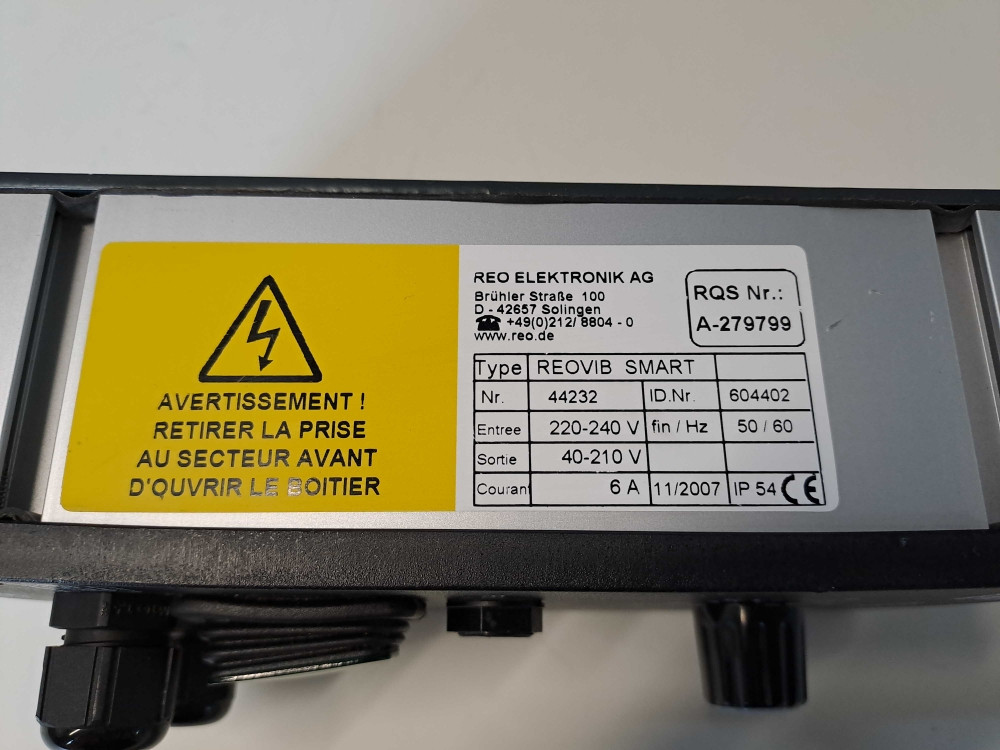 AVERTISSEMENT !
RETIRER LA PRISE
AU SECTEUR AVANT
D'QUVRIR LE BOITIER
REO ELEKTRONIK AG
Brühler Straße 100
D - 42657 Solingen
☎ +49(0)212/ 8804 - 0
www.reo.de
RQS Nr.:
A-279799
Type REOVIB SMART
Nr. 44232 ID.Nr. 604402
Entree 220-240 V fin / Hz 50 / 60
Sortie 40-210 V
Courant 6 A 11/2007 IP 54 CE